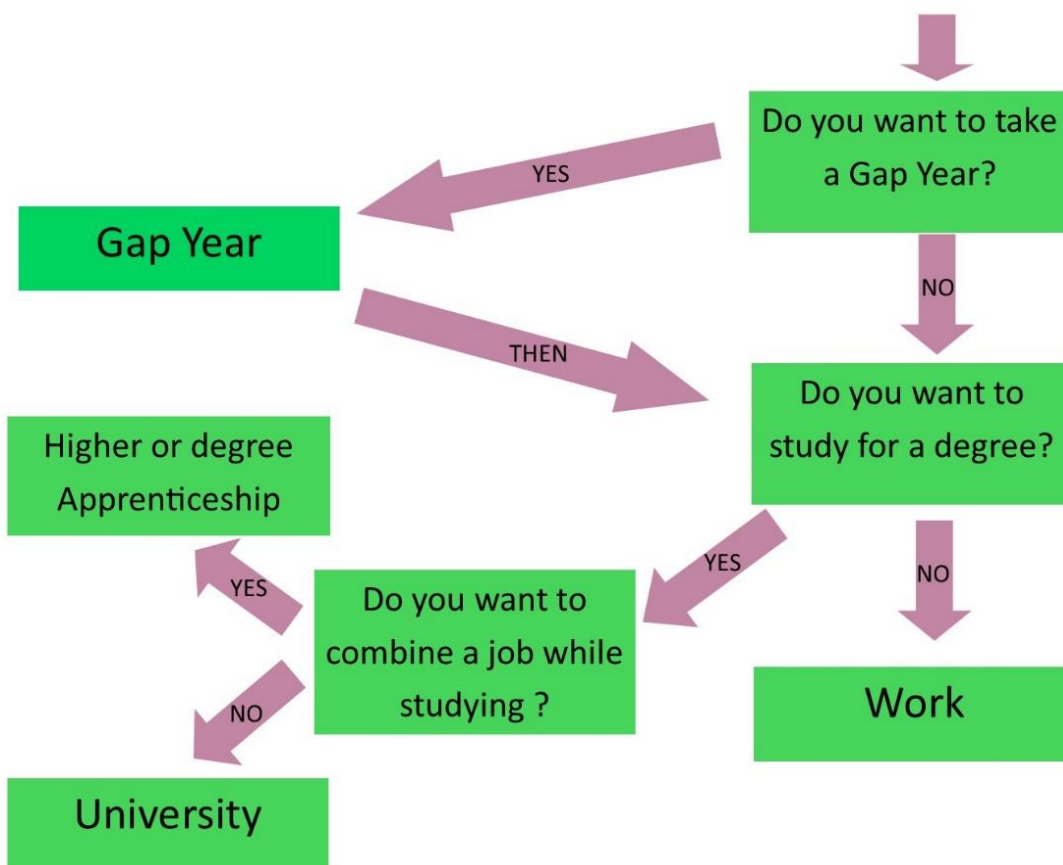 Do you want to take
a Gap Year?
YES
Gap Year
NO
THEN
Do you want to
study for a degree?
Higher or degree
Apprenticeship
YES
NO
YES
Do you want to
combine a job while
studying ?
NO
Work
University